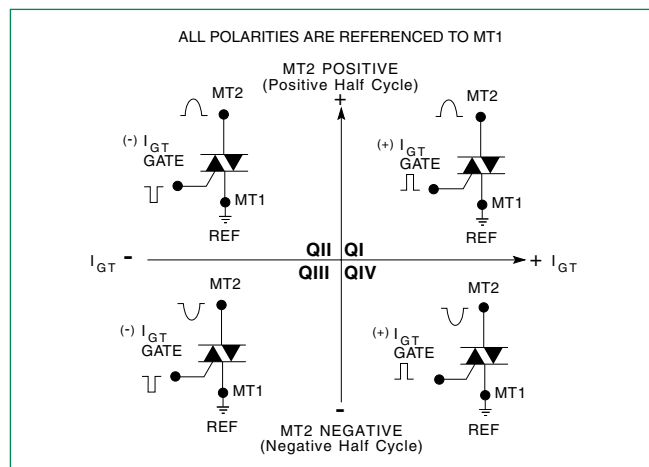 ALL POLARITIES ARE REFERENCED TO MT1
MT2 POSITIVE
(Positive Half Cycle)
+
MT2
(-) IGT
GATE
MT1
REF
MT2
(+) IGT
GATE
MT1
REF
IGT -
QII QI
QIII QIV
+ IGT
MT2
(-) IGT
GATE
MT1
REF
MT2
(+) IGT
GATE
MT1
REF
-
MT2 NEGATIVE
(Negative Half Cycle)